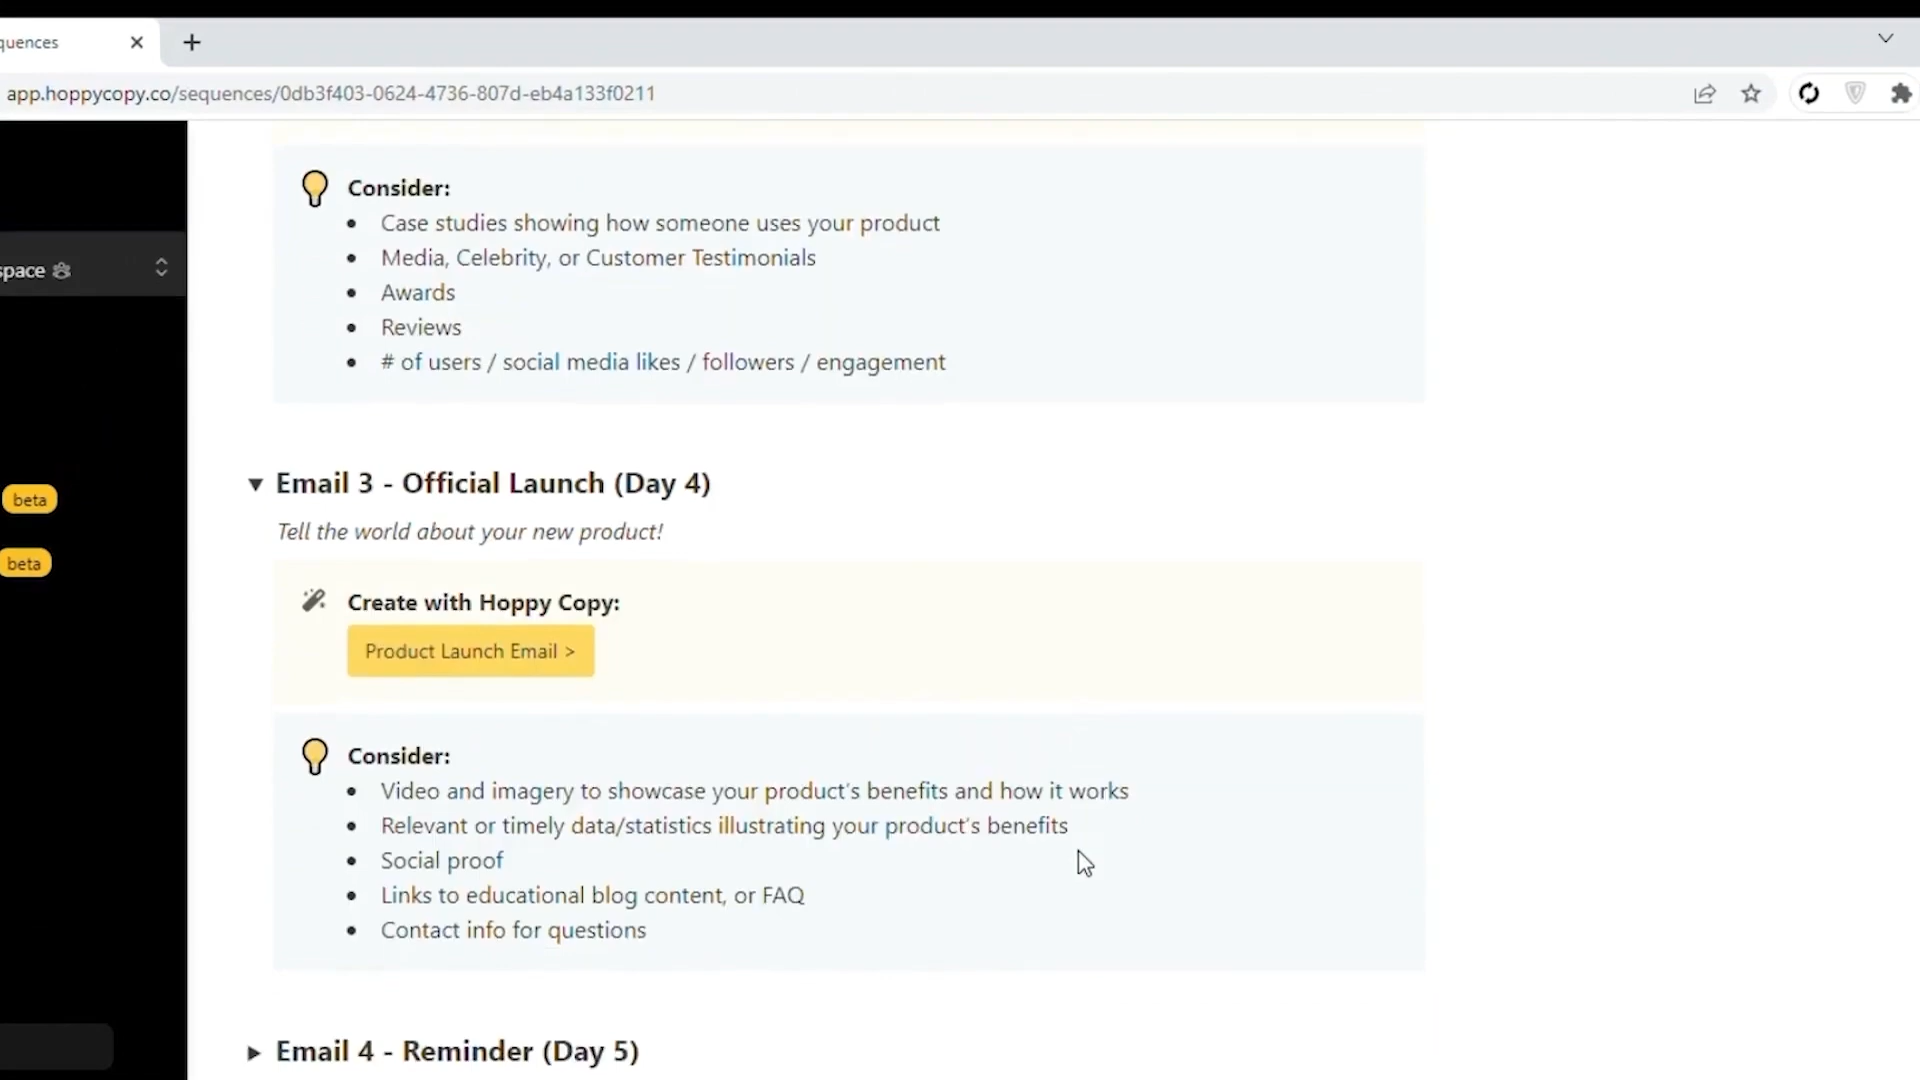 quences
app.hoppycopy.co/sequences/0db3f403-0624-4736-807d-eb4a133f0211
space
beta
beta
Consider:
• Case studies showing how someone uses your product
• Media, Celebrity, or Customer Testimonials
• Awards
• Reviews
• # of users / social media likes / followers / engagement
Email 3 - Official Launch (Day 4)
Tell the world about your new product!
Create with Hoppy Copy:
Product Launch Email >
Consider:
• Video and imagery to showcase your product's benefits and how it works
• Relevant or timely data/statistics illustrating your product's benefits
• Social proof
• Links to educational blog content, or FAQ
• Contact info for questions
Email 4 - Reminder (Day 5)